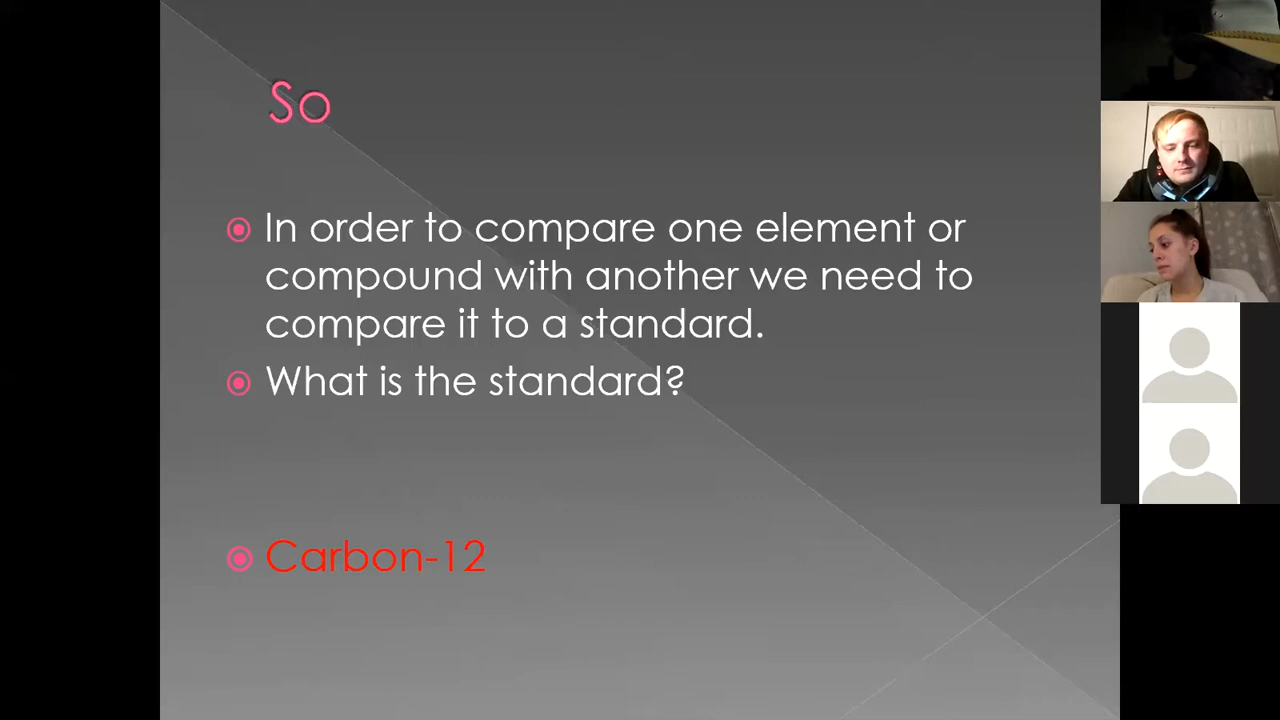 So
In order to compare one element or
compound with another we need to
compare it to a standard.
What is the standard?
Carbon-12